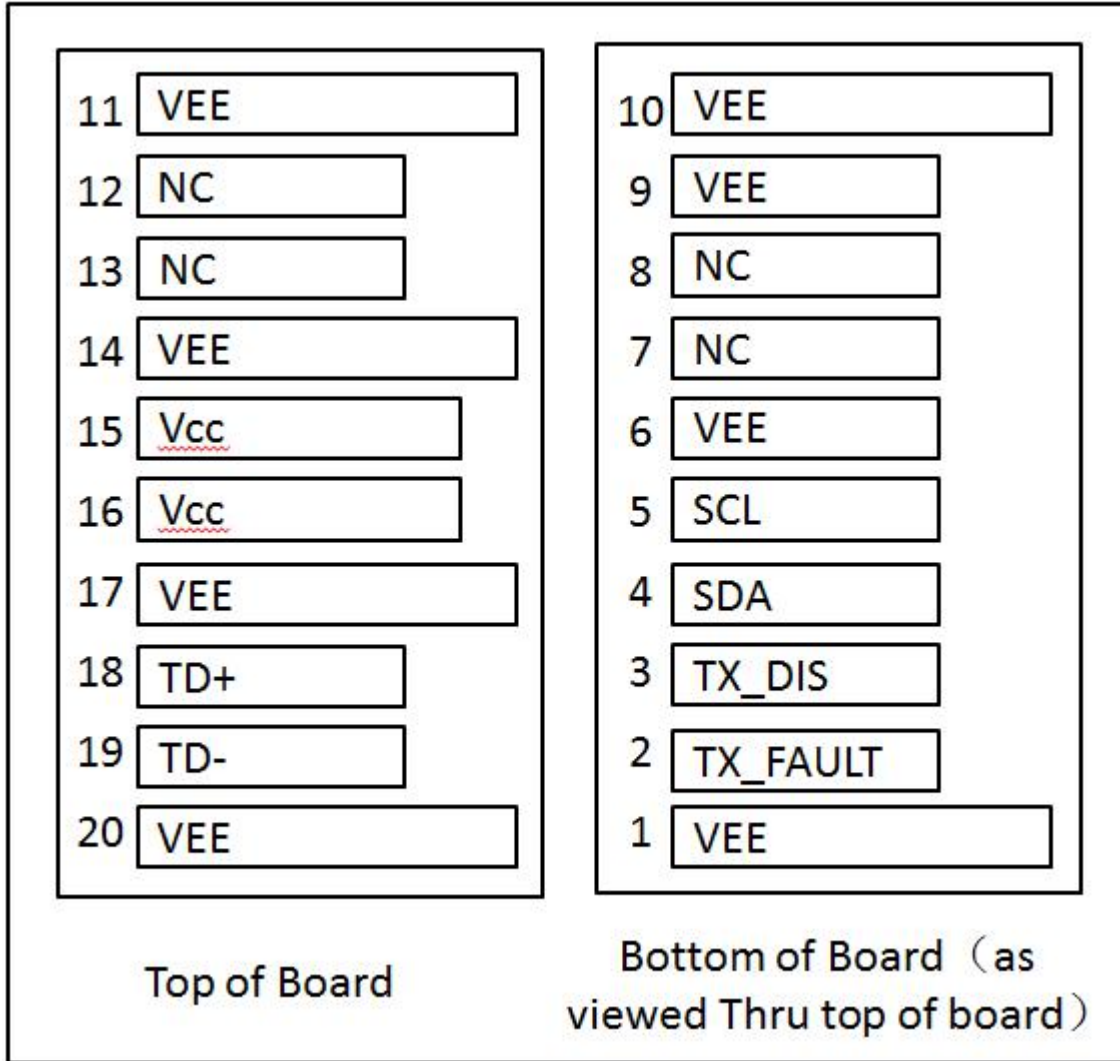 11 VEE
12 NC
13 NC
14 VEE
15 Vcc
16 Vcc
17 VEE
18 TD+
19 TD-
20 VEE
Top of Board
10 VEE
9 VEE
8 NC
7 NC
6 VEE
5 SCL
4 SDA
3 TX_DIS
2 TX_FAULT
1 VEE
Bottom of Board（as
viewed Thru top of board）